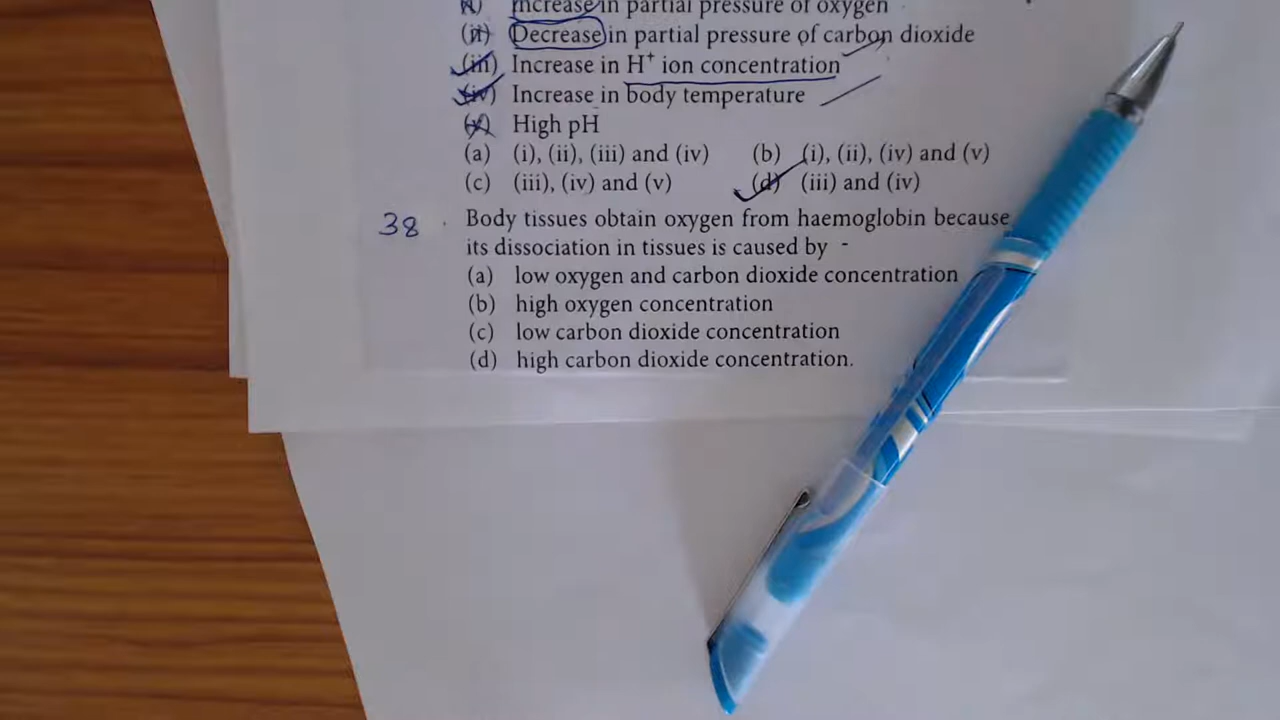 (i) Increase in partial pressure of oxygen
(ii) Decrease in partial pressure of carbon dioxide
(iii) Increase in H⁺ ion concentration
(iv) Increase in body temperature
(v) High pH
(a) (i), (ii), (iii) and (iv) (b) (i), (ii), (iv) and (v)
(c) (iii), (iv) and (v) (d) (iii) and (iv)
38 Body tissues obtain oxygen from haemoglobin because
its dissociation in tissues is caused by -
(a) low oxygen and carbon dioxide concentration
(b) high oxygen concentration
(c) low carbon dioxide concentration
(d) high carbon dioxide concentration.